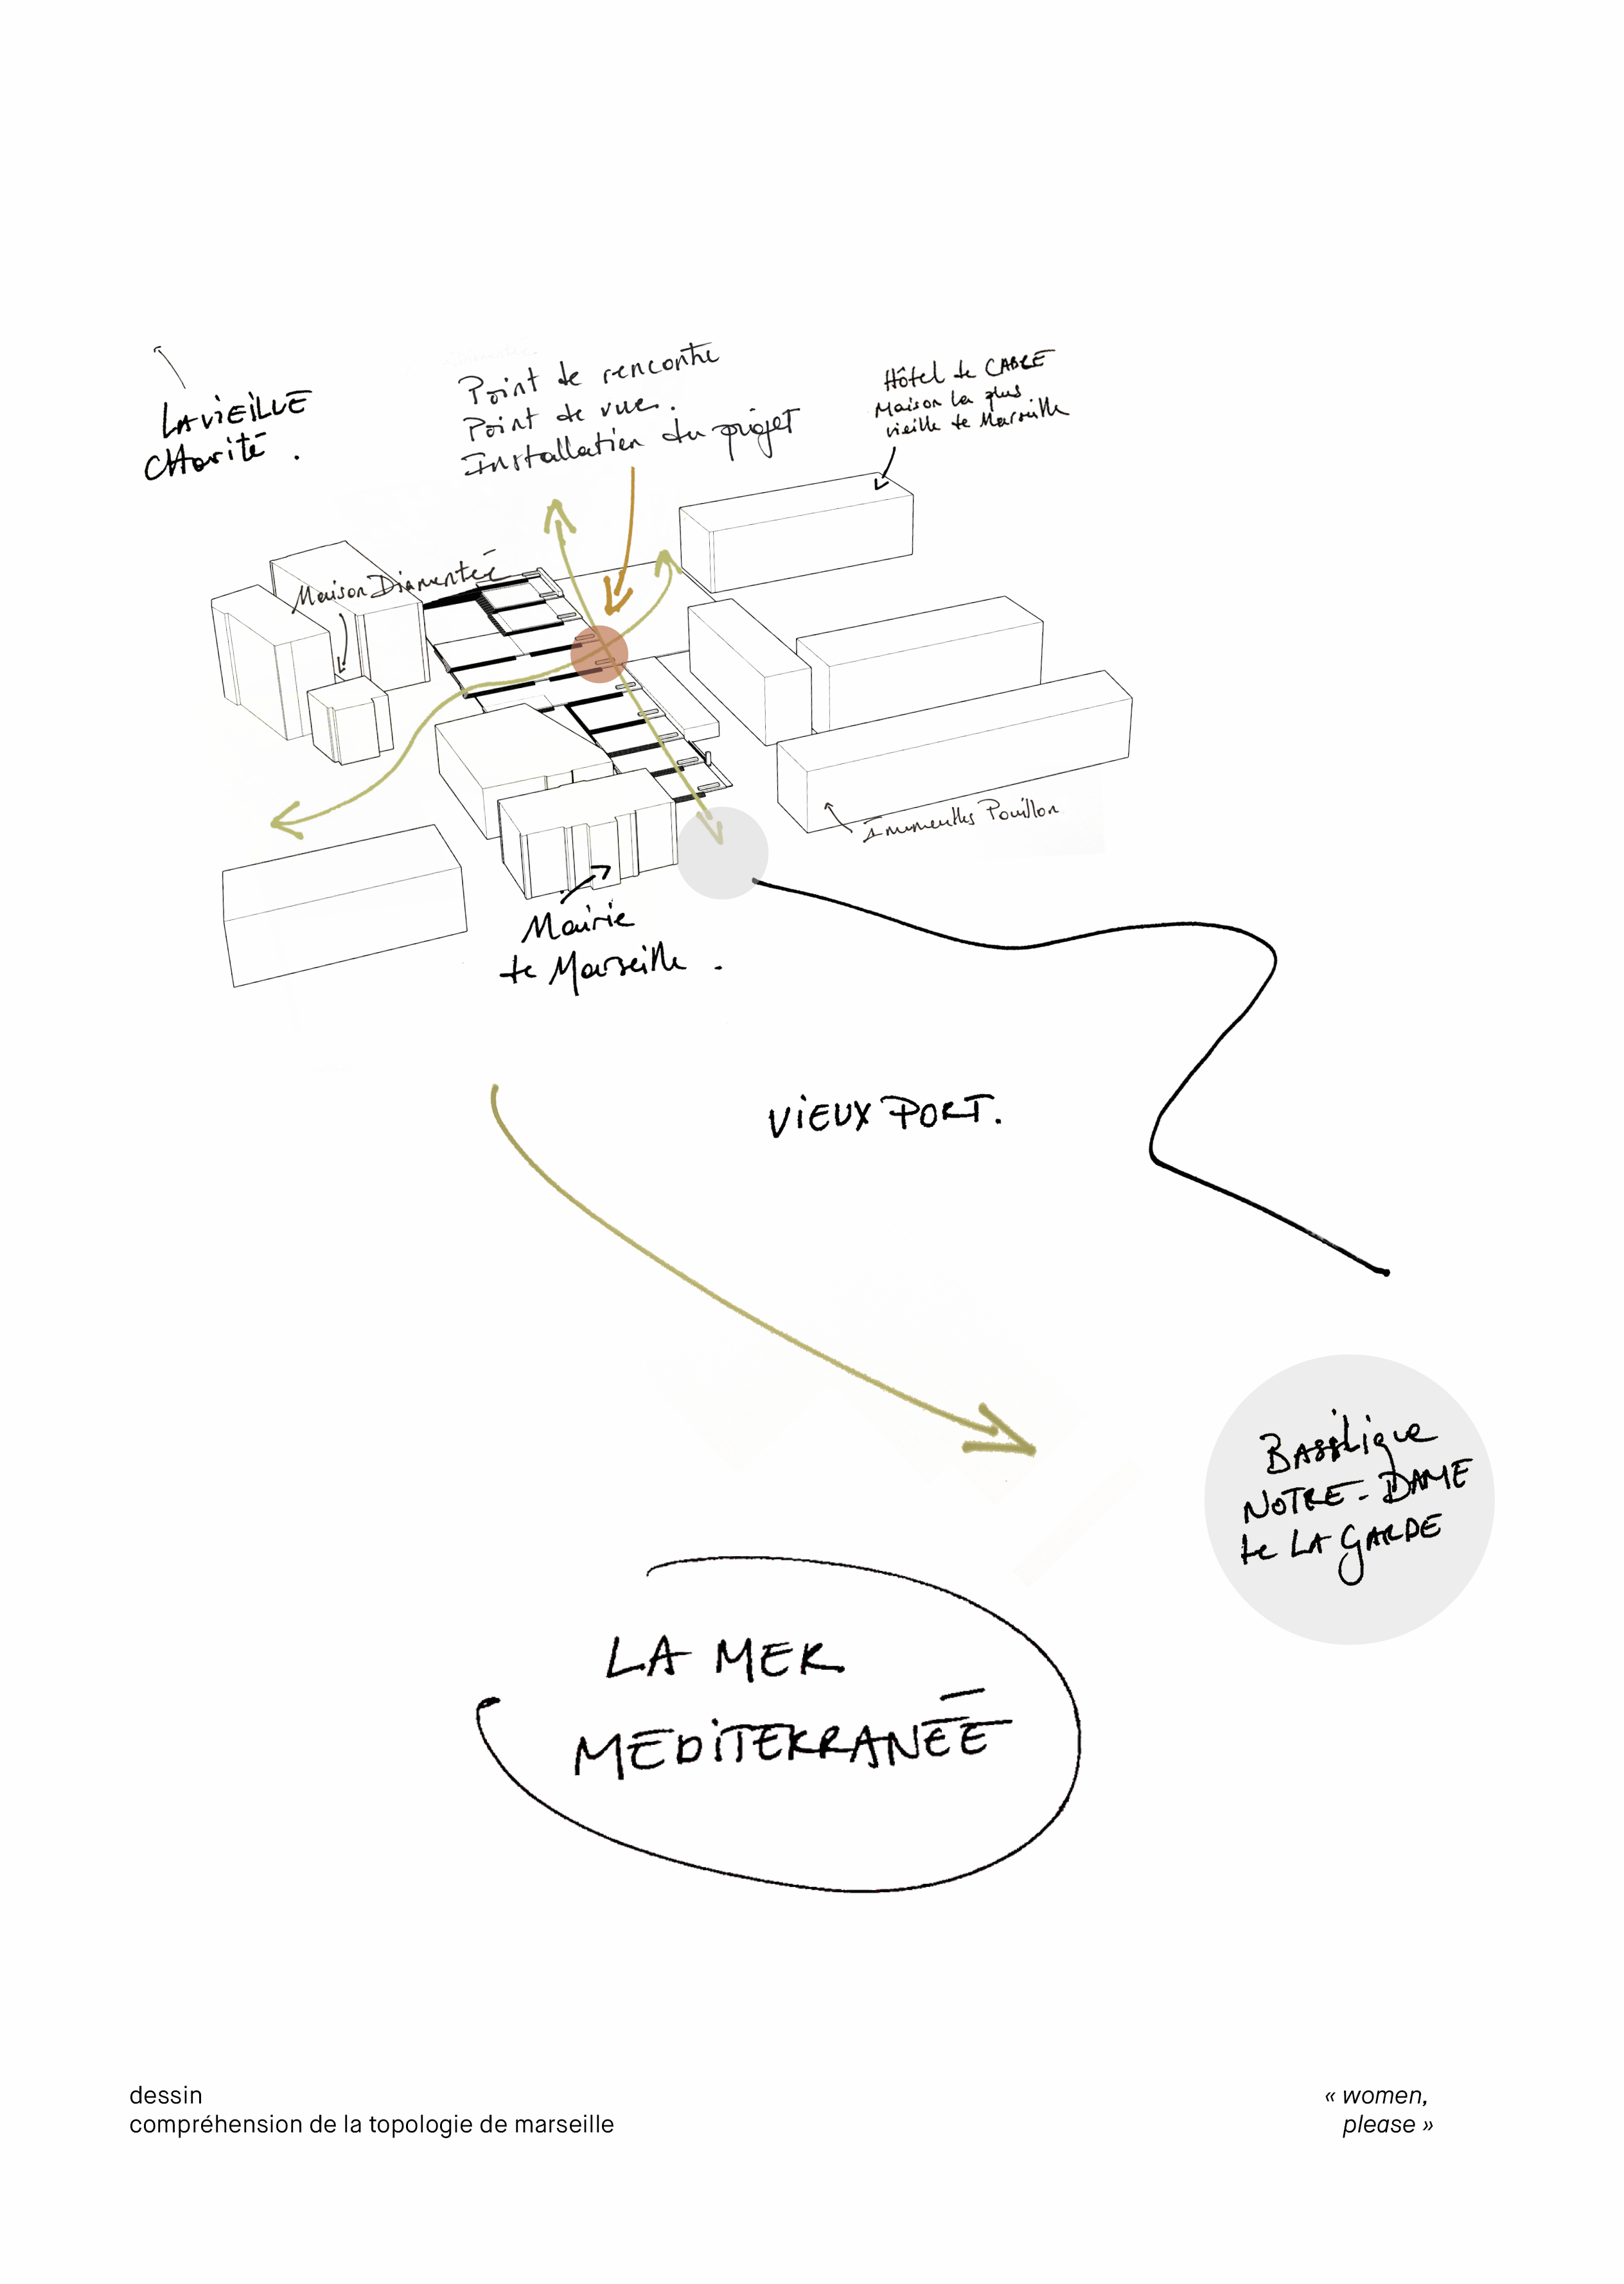 LA VIEILLE
CHARITÉ.
Point de rencontre
Point de vue.
Installation du projet
Hôtel de CABRE
Maison la plus
vieille de Marseille
Maison Diamentée
Immeubles Pouillon
Mairie
de Marseille.
VIEUX PORT.
BASSILIQUE
NOTRE-DAME
de LA GARDE
LA MER
MEDITERRANÉE
dessin
compréhension de la topologie de marseille
« women,
please »